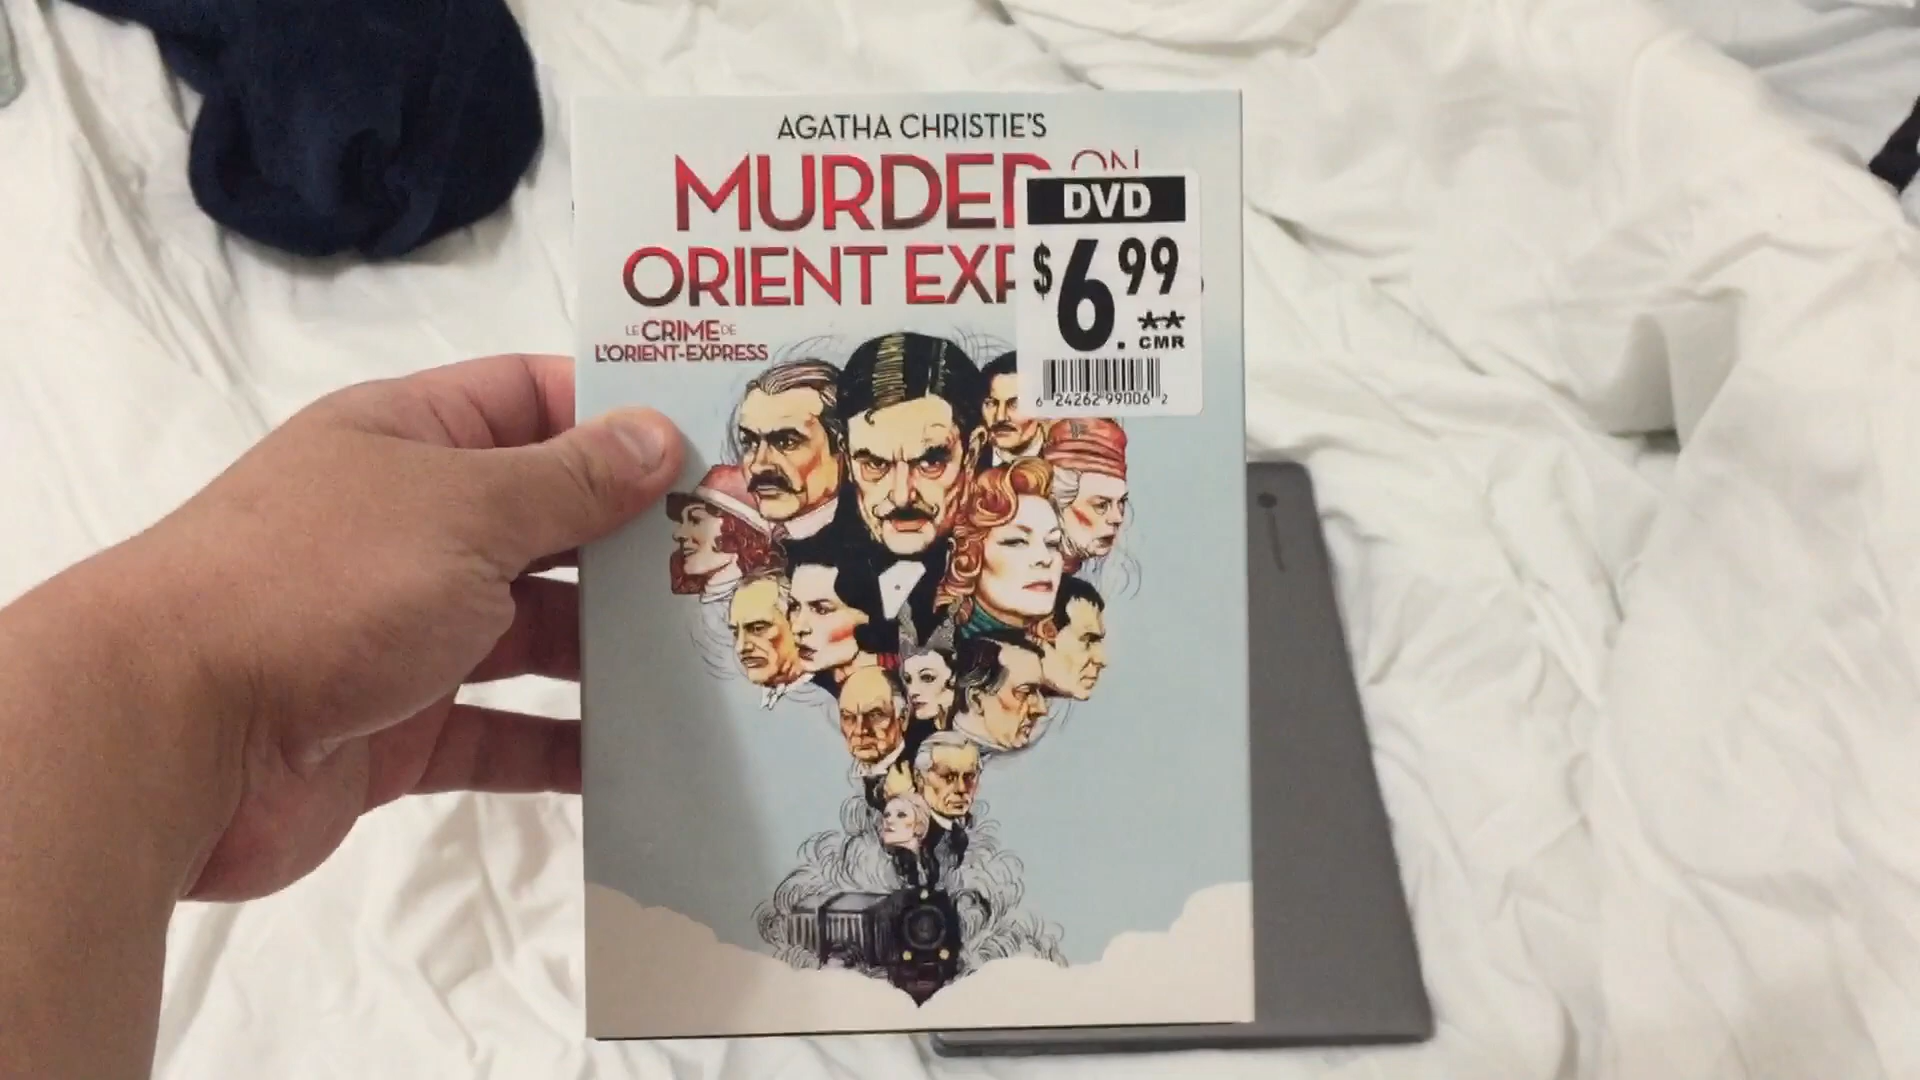 AGATHA CHRISTIE'S
MURDER ON
ORIENT EXP
LE CRIME DE
L'ORIENT-EXPRESS
DVD
$6.99
** CMR
6 24262 99006 2